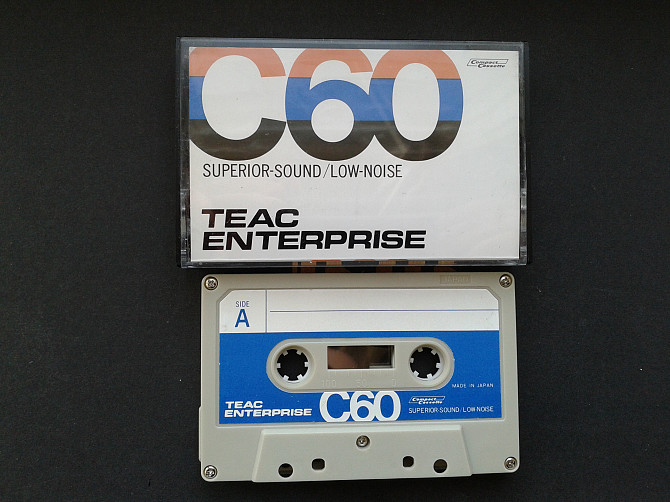 C60
Compact
Cassette
SUPERIOR-SOUND/LOW-NOISE
TEAC
ENTERPRISE
SIDE
A
MADE IN JAPAN
TEAC
ENTERPRISE
C60
Compact
Cassette
SUPERIOR-SOUND/LOW-NOISE